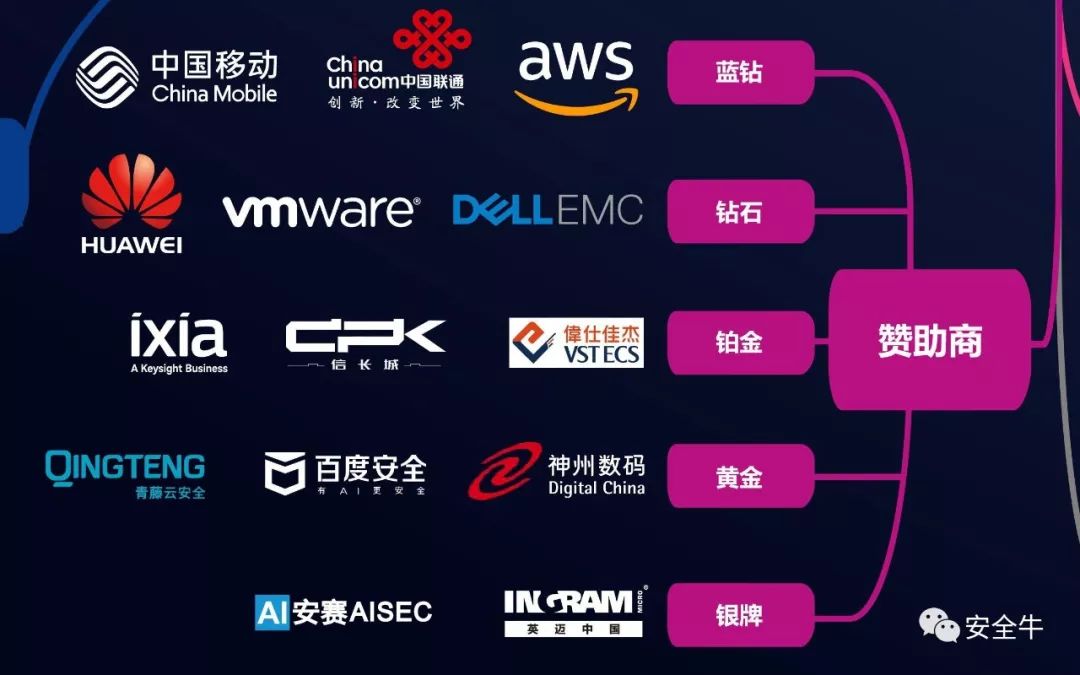 中国移动
China Mobile
China
unicom中国联通
创新·改变世界
aws
蓝钻
HUAWEI
vmware®
DELLEMC
钻石
ixia
A Keysight Business
CPK
信长城
偉仕佳杰
VSTECS
铂金
赞助商
QINGTENG
青藤云安全
百度安全
有AI更安全
神州数码
Digital China
黄金
AI安赛AISEC
INGRAM MICRO®
英迈中国
银牌
安全牛